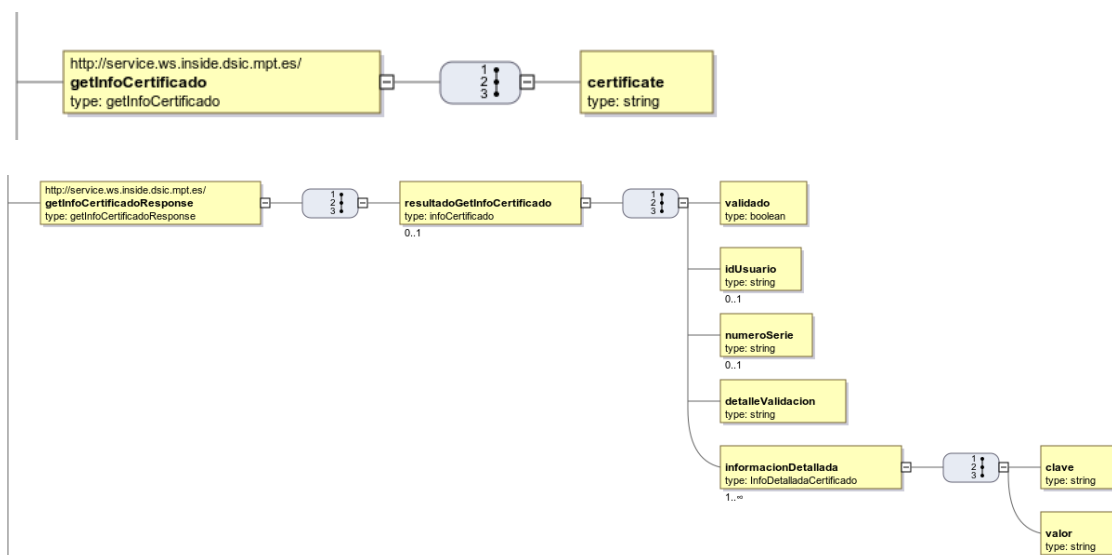 http://service.ws.inside.dsic.mpt.es/
getInfoCertificado
type: getInfoCertificado
1
2
3
certificate
type: string
http://service.ws.inside.dsic.mpt.es/
getInfoCertificadoResponse
type: getInfoCertificadoResponse
1
2
3
resultadoGetInfoCertificado
type: infoCertificado
0..1
1
2
3
validado
type: boolean
idUsuario
type: string
0..1
numeroSerie
type: string
0..1
detalleValidacion
type: string
informacionDetallada
type: InfoDetalladaCertificado
1..∞
1
2
3
clave
type: string
valor
type: string